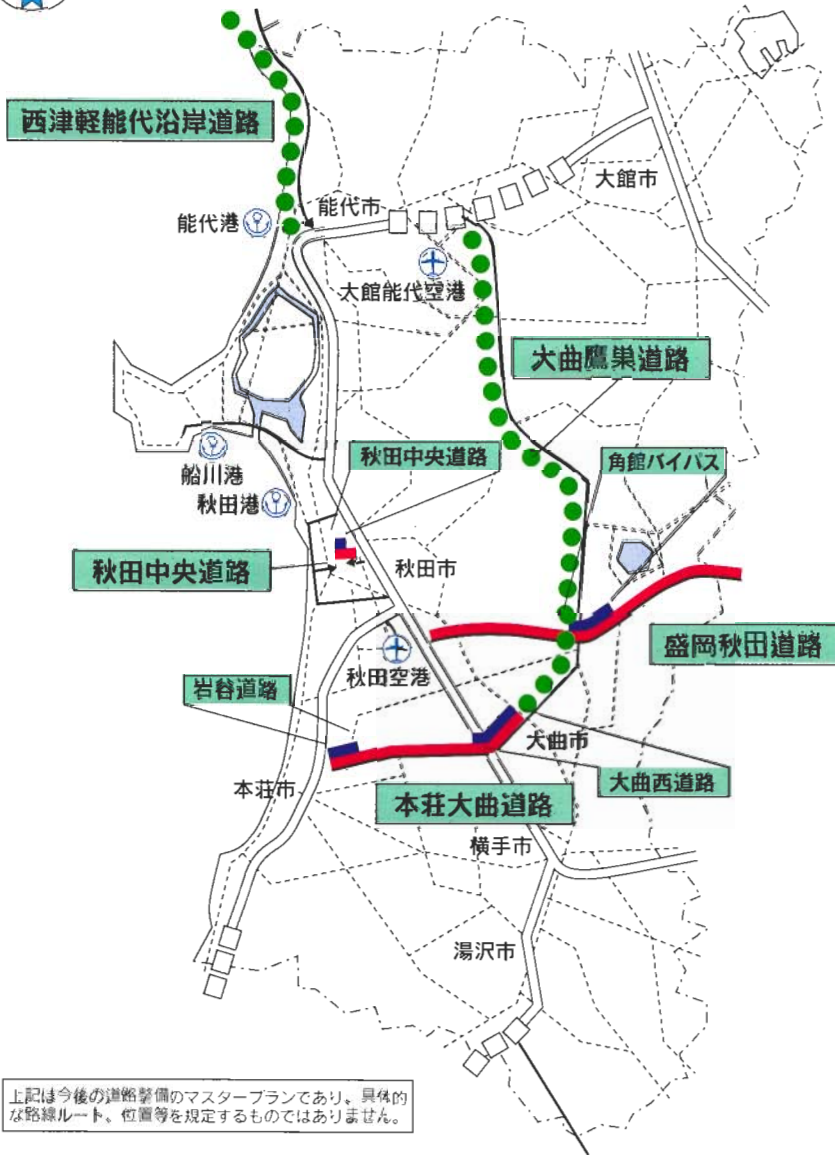 西津軽能代沿岸道路
大館市
能代港
能代市
大館能代空港
大曲鷹巣道路
秋田中央道路
角館バイパス
船川港
秋田港
秋田中央道路
秋田市
盛岡秋田道路
秋田空港
岩谷道路
大曲市
大曲西道路
本荘市
本荘大曲道路
横手市
湯沢市
上記は今後の道路整備のマスタープランであり、具体的
な路線ルート、位置等を規定するものではありません。